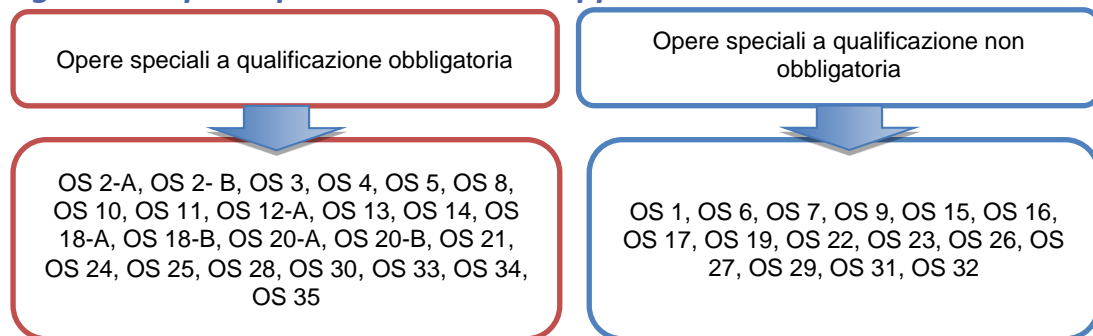 Opere speciali a qualificazione obbligatoria
Opere speciali a qualificazione non
obbligatoria
OS 2-A, OS 2- B, OS 3, OS 4, OS 5, OS 8,
OS 10, OS 11, OS 12-A, OS 13, OS 14, OS
18-A, OS 18-B, OS 20-A, OS 20-B, OS 21,
OS 24, OS 25, OS 28, OS 30, OS 33, OS 34,
OS 35
OS 1, OS 6, OS 7, OS 9, OS 15, OS 16,
OS 17, OS 19, OS 22, OS 23, OS 26, OS
27, OS 29, OS 31, OS 32